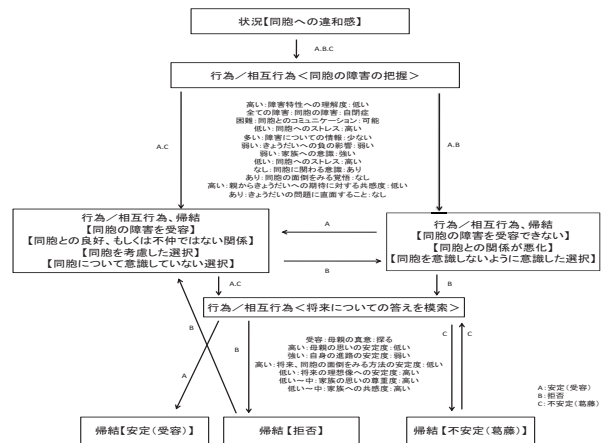 状況【同胞への違和感】
A.B.C
行為／相互行為＜同胞の障害の把握＞
高い：障害特性への理解度：低い
全ての障害：同胞の障害：自閉症
困難：同胞とのコミュニケーション：可能
低い：同胞へのストレス：高い
多い：障害についての情報：少ない
弱い：きょうだいへの負の影響：弱い
弱い：家族への意識：強い
低い：同胞へのストレス：高い
なし：同胞に関わる意識：あり
あり：同胞の面倒をみる覚悟：なし
高い：親からきょうだいへの期待に対する共感度：低い
あり：きょうだいの問題に直面すること：なし
A.C
A.B
行為／相互行為、帰結
【同胞の障害を受容】
【同胞との良好、もしくは不仲ではない関係】
【同胞を考慮した選択】
【同胞について意識していない選択】
A
B
行為／相互行為、帰結
【同胞の障害を受容できない】
【同胞との関係が悪化】
【同胞を意識しないように意識した選択】
A.C
B
行為／相互行為＜将来についての答えを模索＞
受容：母親の真意：探る
高い：母親の思いの安定度：低い
強い：自身の進路の安定度：弱い
高い：将来、同胞の面倒をみる方法の安定度：低い
低い：将来の理想像への安定度：高い
低い～中：家族の思いの尊重度：高い
低い～中：家族への共感度：高い
A
B
B
C
C
A：安定（受容）
B：拒否
C：不安定（葛藤）
帰結【安定（受容）】
帰結【拒否】
帰結【不安定（葛藤）】